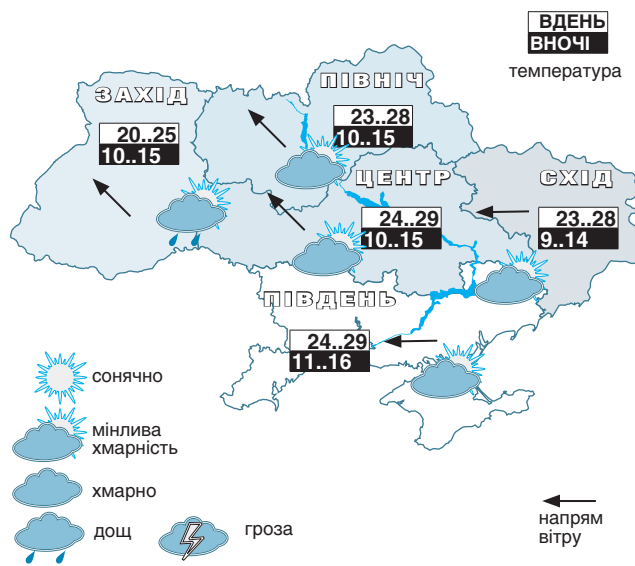 ВДЕНЬ
ВНОЧІ
температура
ПІВНІЧ
23..28
10..15
ЗАХІД
20..25
10..15
ЦЕНТР
24..29
10..15
СХІД
23..28
9..14
ПІВДЕНЬ
24..29
11..16
сонячно
мінлива
хмарність
хмарно
дощ
гроза
напрям
вітру